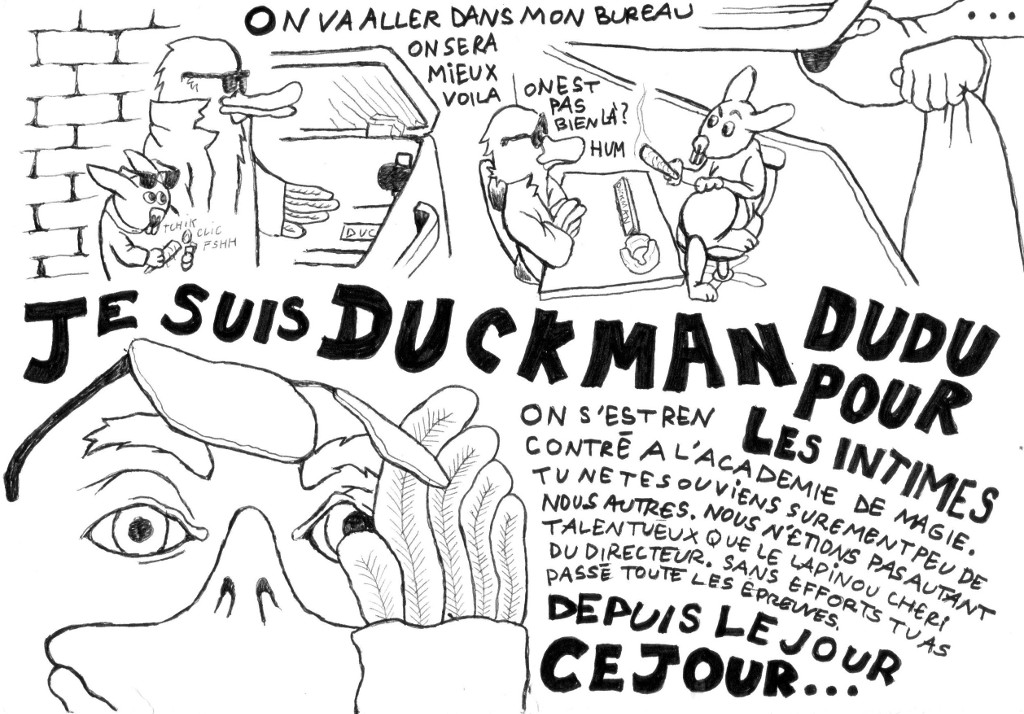 ON VA ALLER DANS MON BUREAU
ON SERA
MIEUX
VOILA
TCHIK
CLIC
PSHH
DUC
ON EST
PAS
BIEN LÀ?
HUM
...
JE SUIS DUCKMAN
DUDU
POUR
LES INTIMES
ON S'EST REN
CONTRÉ A L'ACADEMIE DE MAGIE.
TU NE TE SOUVIENS SUREMENT PEU DE
NOUS AUTRES. NOUS N'ÉTIONS PAS AUTANT
TALENTUEUX QUE LE LAPINOU CHERI
DU DIRECTEUR. SANS EFFORTS TU AS
PASSÉ TOUTE LES ÉPREUVES.
DEPUIS LE JOUR
CE JOUR...